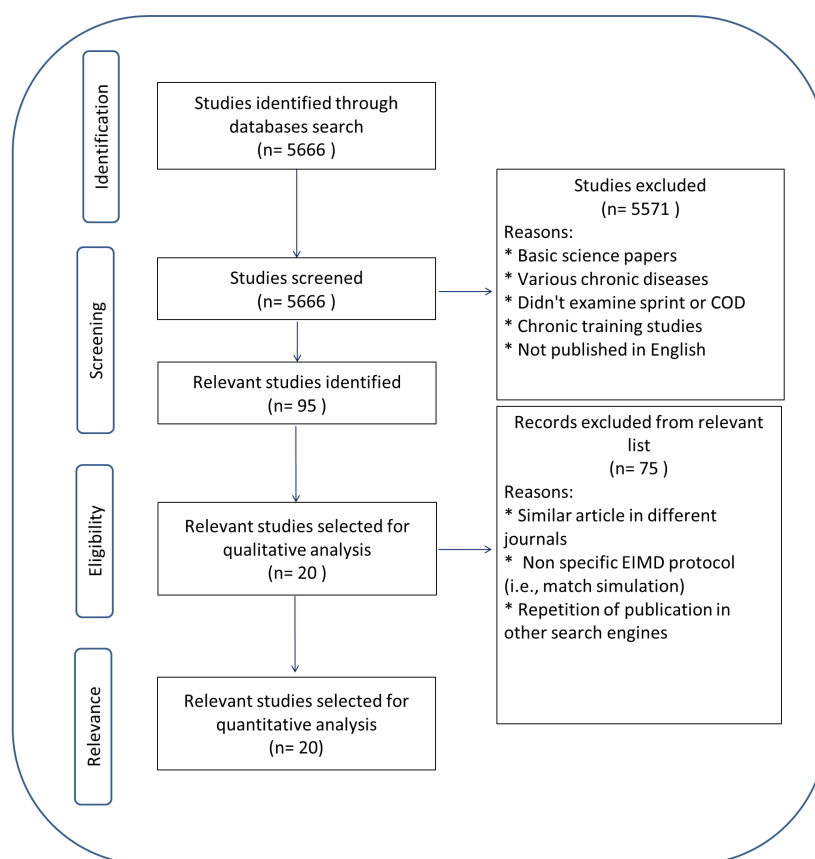 Identification
Studies identified through
databases search
(n= 5666 )
Studies excluded
(n= 5571 )
Reasons:
* Basic science papers
* Various chronic diseases
* Didn't examine sprint or COD
* Chronic training studies
* Not published in English
Screening
Studies screened
(n= 5666 )
Relevant studies identified
(n= 95 )
Records excluded from relevant
list
(n= 75 )
Reasons:
* Similar article in different
journals
*  Non specific EIMD protocol
(i.e., match simulation)
* Repetition of publication in
other search engines
Eligibility
Relevant studies selected for
qualitative analysis
(n= 20 )
Relevance
Relevant studies selected for
quantitative analysis
(n= 20)